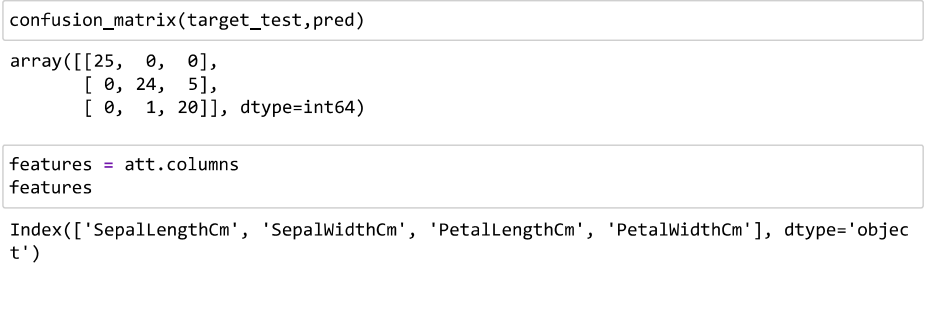 confusion_matrix(target_test,pred)
array([[25,  0,  0],
       [ 0, 24,  5],
       [ 0,  1, 20]], dtype=int64)
features = att.columns
features
Index(['SepalLengthCm', 'SepalWidthCm', 'PetalLengthCm', 'PetalWidthCm'], dtype='objec
t')